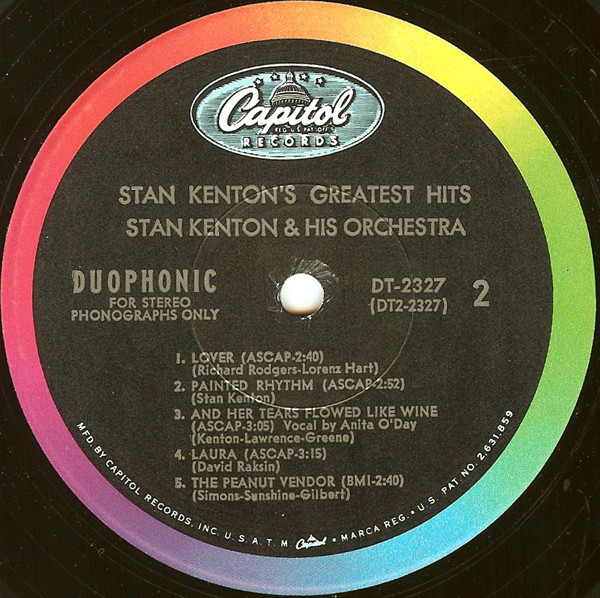 Capitol
REG. U.S. PAT. OFF.
RECORDS
STAN KENTON'S GREATEST HITS
STAN KENTON & HIS ORCHESTRA
DUOPHONIC
FOR STEREO
PHONOGRAPHS ONLY
DT-2327
(DT2-2327)
2
1. LOVER (ASCAP-2:40)
(Richard Rodgers-Lorenz Hart)
2. PAINTED RHYTHM (ASCAP-2:52)
(Stan Kenton)
3. AND HER TEARS FLOWED LIKE WINE
(ASCAP-3:05) Vocal by Anita O'Day
(Kenton-Lawrence-Greene)
4. LAURA (ASCAP-3:15)
(David Raksin)
5. THE PEANUT VENDOR (BMI-2:40)
(Simons-Sunshine-Gilbert)
MFD. BY CAPITOL RECORDS, INC. U.S.A. T.M. Capitol • MARCA REG. • U.S. PAT. NO. 2,631,859